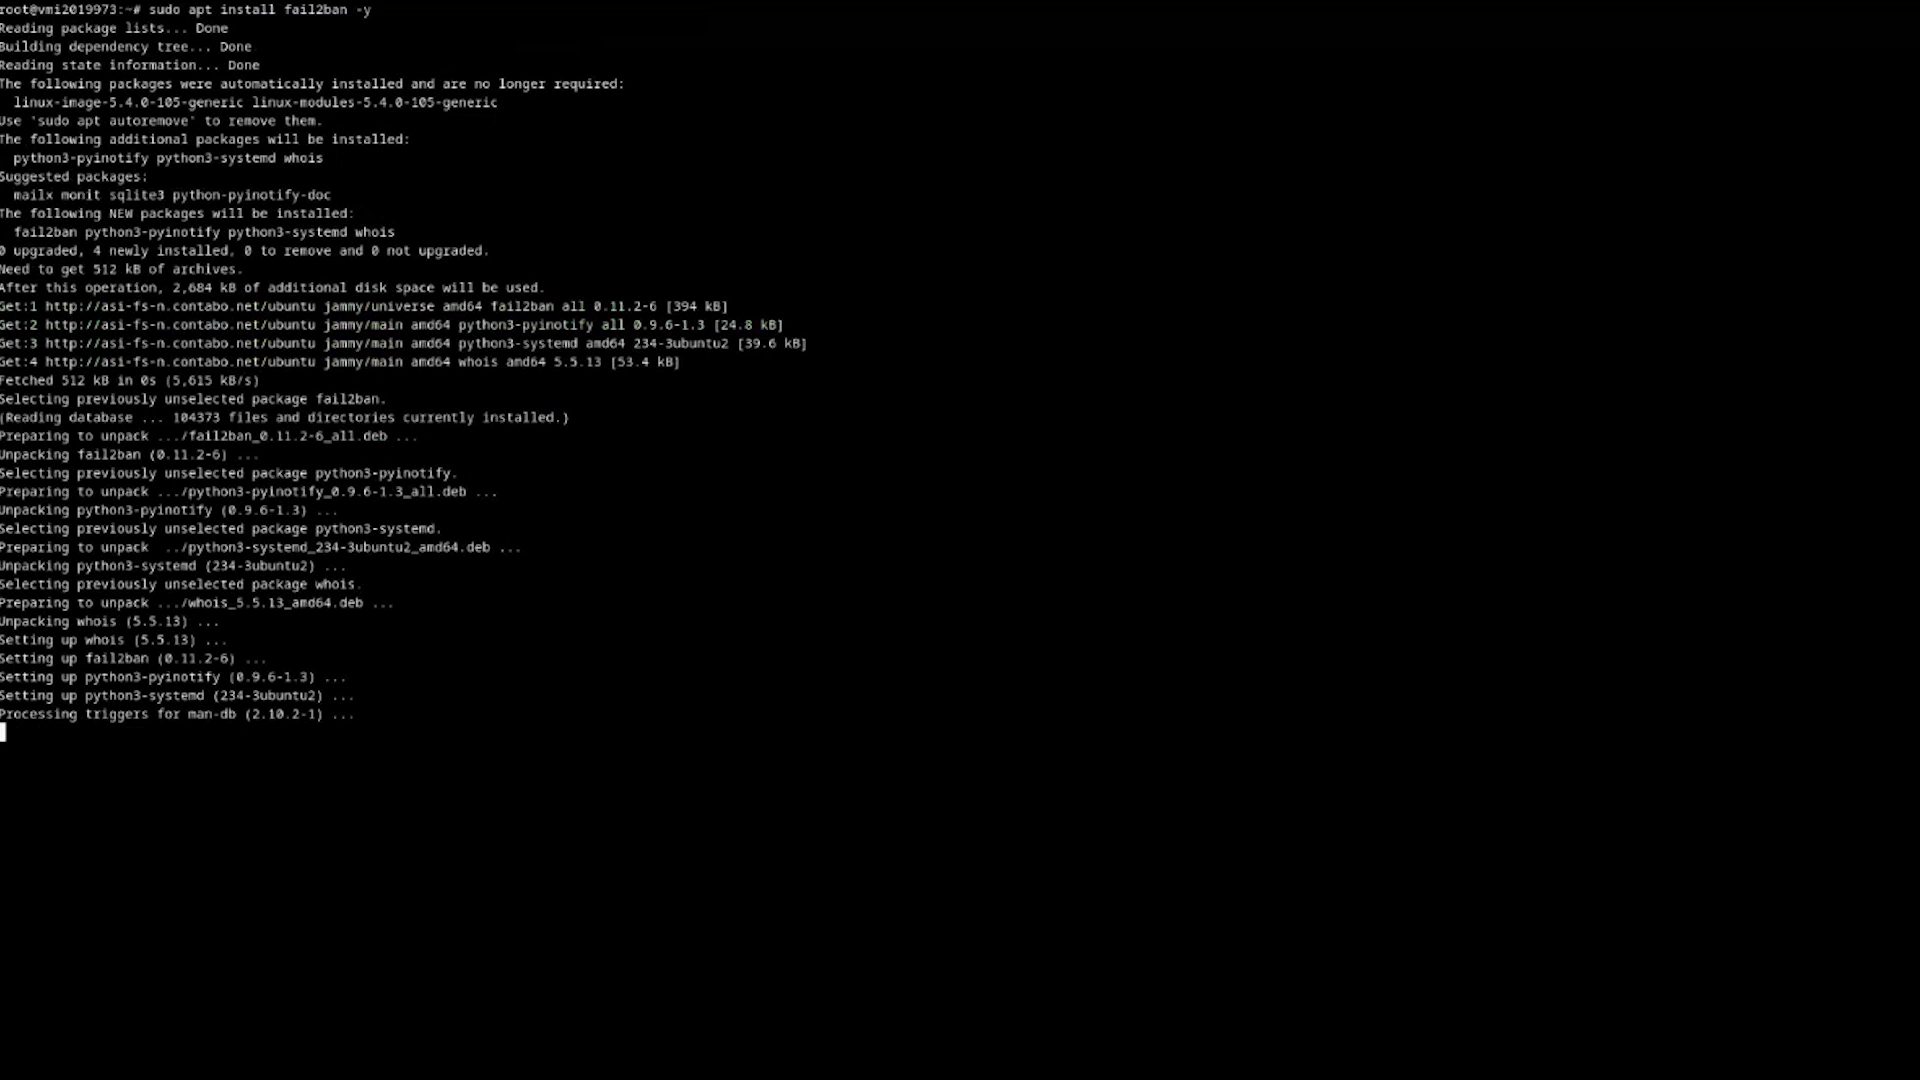 root@vmi2019973:~# sudo apt install fail2ban -y
Reading package lists... Done
Building dependency tree... Done
Reading state information... Done
The following packages were automatically installed and are no longer required:
linux-image-5.4.0-105-generic linux-modules-5.4.0-105-generic
Use 'sudo apt autoremove' to remove them.
The following additional packages will be installed:
python3-pyinotify python3-systemd whois
Suggested packages:
mailx monit sqlite3 python-pyinotify-doc
The following NEW packages will be installed:
fail2ban python3-pyinotify python3-systemd whois
0 upgraded, 4 newly installed, 0 to remove and 0 not upgraded.
Need to get 512 kB of archives.
After this operation, 2,684 kB of additional disk space will be used.
Get:1 http://asi-fs-n.contabo.net/ubuntu jammy/universe amd64 fail2ban all 0.11.2-6 [394 kB]
Get:2 http://asi-fs-n.contabo.net/ubuntu jammy/main amd64 python3-pyinotify all 0.9.6-1.3 [24.8 kB]
Get:3 http://asi-fs-n.contabo.net/ubuntu jammy/main amd64 python3-systemd amd64 234-3ubuntu2 [39.6 kB]
Get:4 http://asi-fs-n.contabo.net/ubuntu jammy/main amd64 whois amd64 5.5.13 [53.4 kB]
Fetched 512 kB in 0s (5,615 kB/s)
Selecting previously unselected package fail2ban.
(Reading database ... 104373 files and directories currently installed.)
Preparing to unpack .../fail2ban_0.11.2-6_all.deb ...
Unpacking fail2ban (0.11.2-6) ...
Selecting previously unselected package python3-pyinotify.
Preparing to unpack .../python3-pyinotify_0.9.6-1.3_all.deb ...
Unpacking python3-pyinotify (0.9.6-1.3) ...
Selecting previously unselected package python3-systemd.
Preparing to unpack ../python3-systemd_234-3ubuntu2_amd64.deb ...
Unpacking python3-systemd (234-3ubuntu2) ...
Selecting previously unselected package whois.
Preparing to unpack .../whois_5.5.13_amd64.deb ...
Unpacking whois (5.5.13) ...
Setting up whois (5.5.13) ...
Setting up fail2ban (0.11.2-6) ...
Setting up python3-pyinotify (0.9.6-1.3) ...
Setting up python3-systemd (234-3ubuntu2) ...
Processing triggers for man-db (2.10.2-1) ...